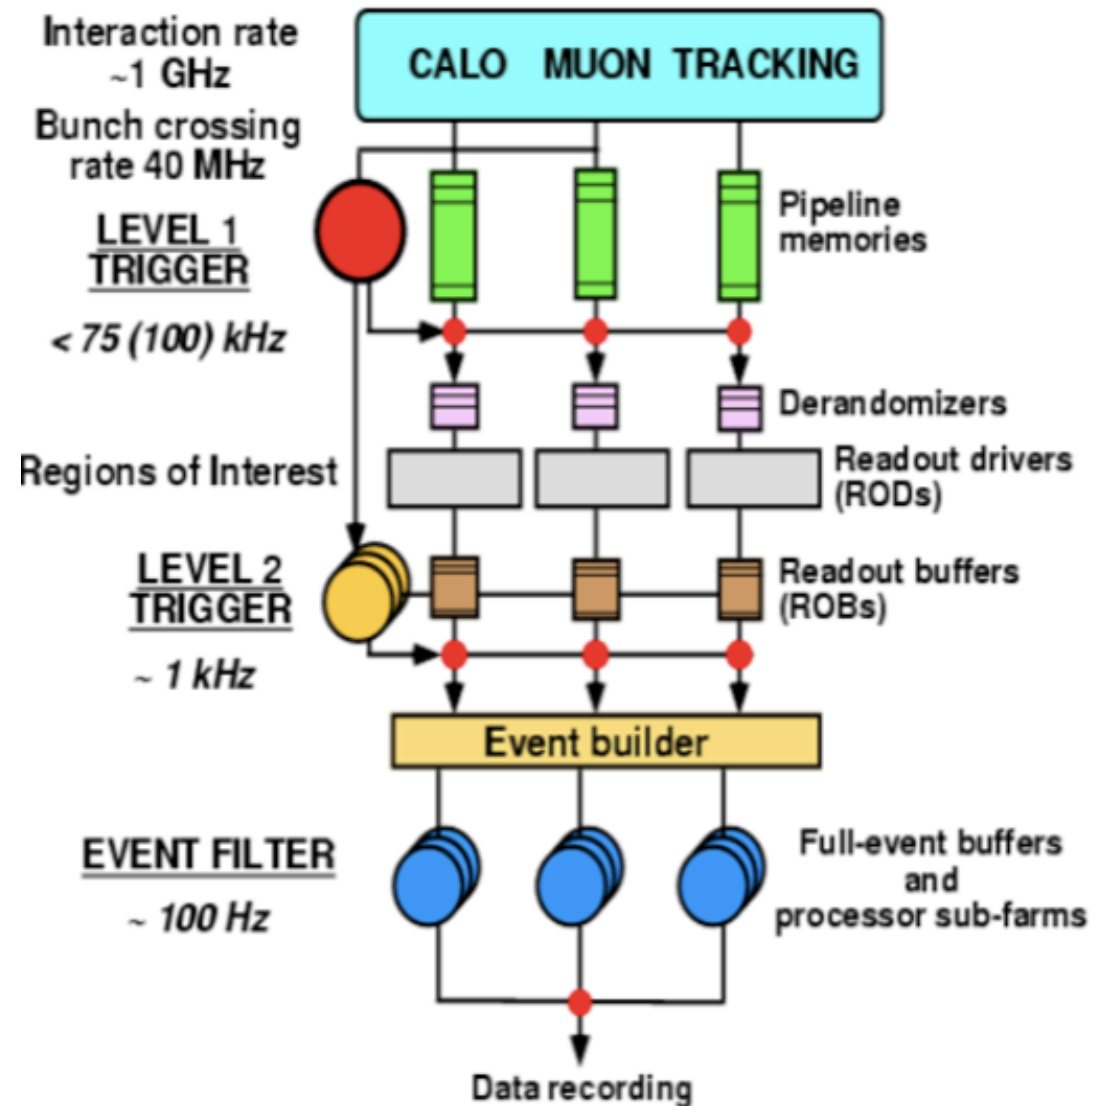 Interaction rate
~1 GHz
Bunch crossing
rate 40 MHz
CALO MUON TRACKING
LEVEL 1
TRIGGER
< 75 (100) kHz
Pipeline
memories
Derandomizers
Regions of Interest
Readout drivers
(RODs)
LEVEL 2
TRIGGER
~ 1 kHz
Readout buffers
(ROBs)
Event builder
EVENT FILTER
~ 100 Hz
Full-event buffers
and
processor sub-farms
Data recording